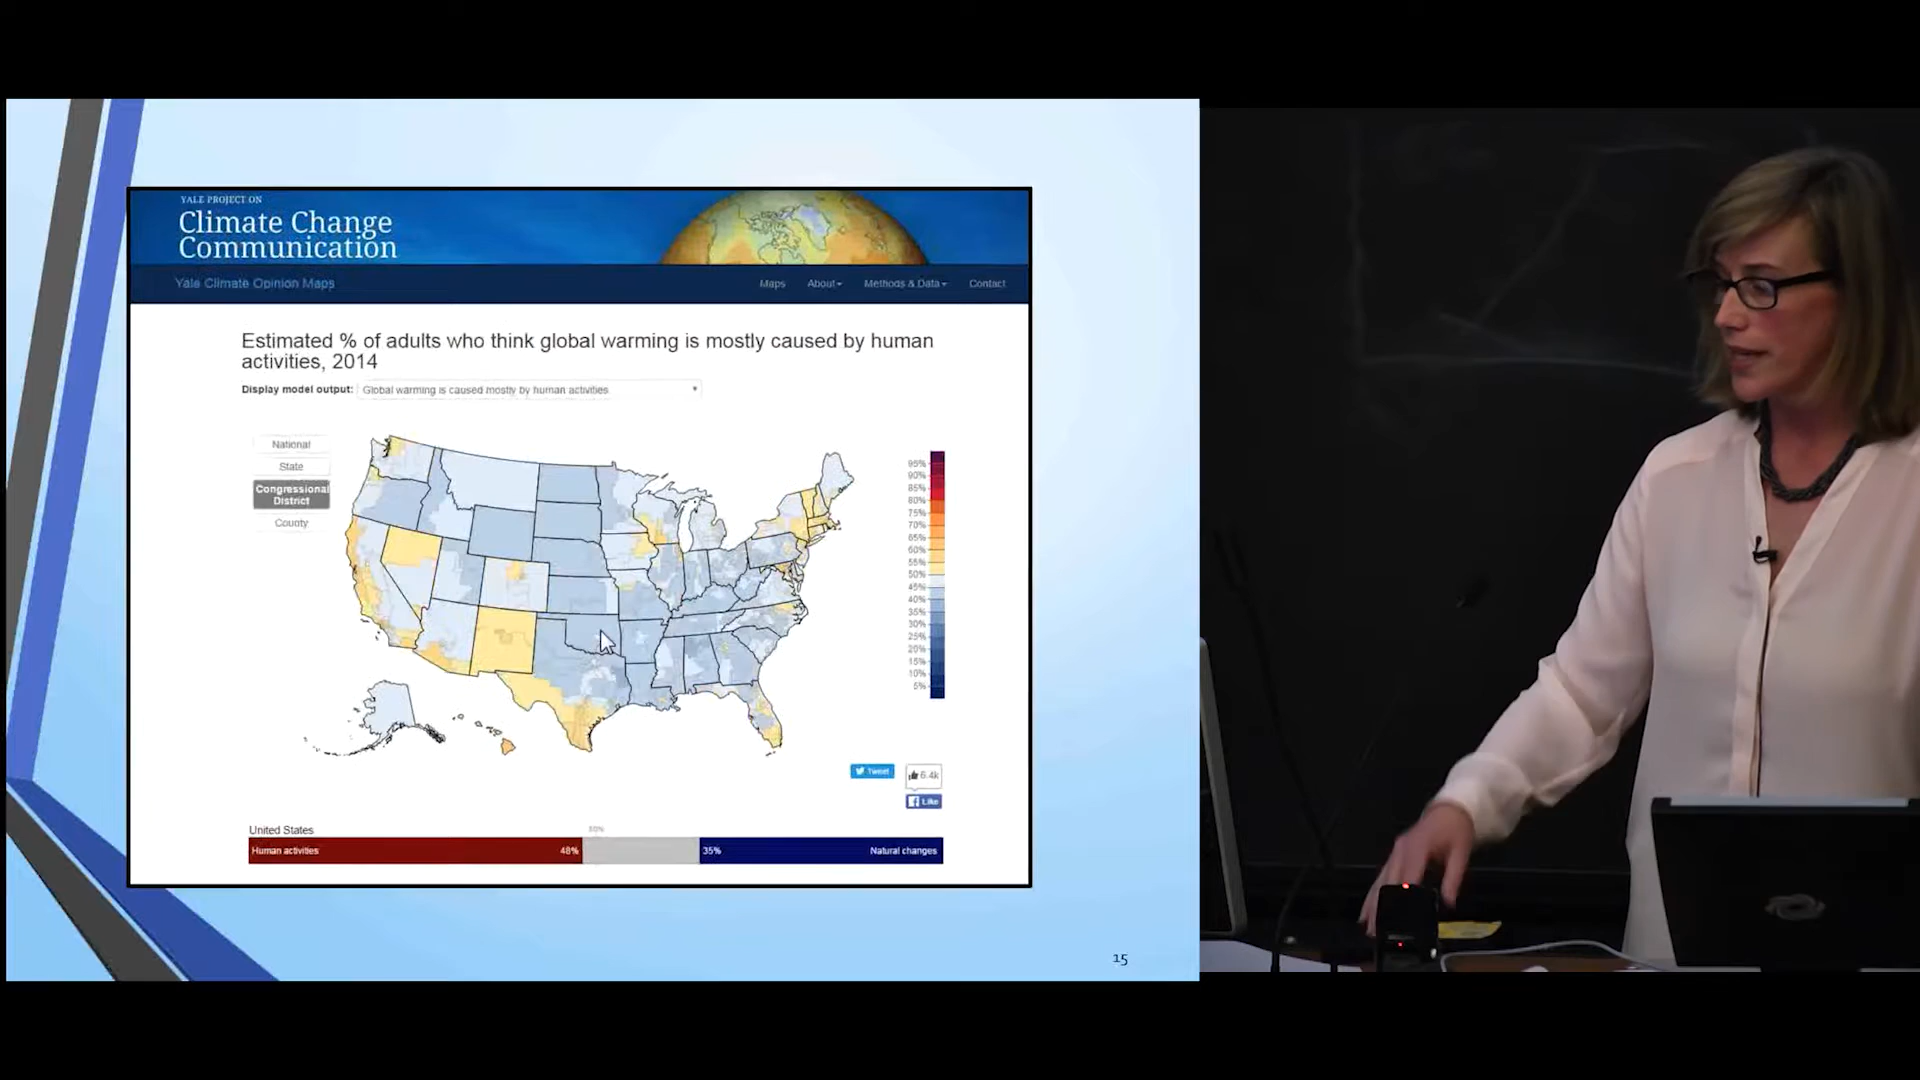 YALE PROJECT ON
Climate Change
Communication
Yale Climate Opinion Maps
Maps
About
Methods & Data
Contact
Estimated % of adults who think global warming is mostly caused by human
activities, 2014
Display model output:
Global warming is caused mostly by human activities
National
State
Congressional
District
County
95%
90%
85%
80%
75%
70%
65%
60%
55%
50%
45%
40%
35%
30%
25%
20%
15%
10%
5%
Tweet
6.4k
Like
United States
50%
Human activities
48%
35%
Natural changes
15